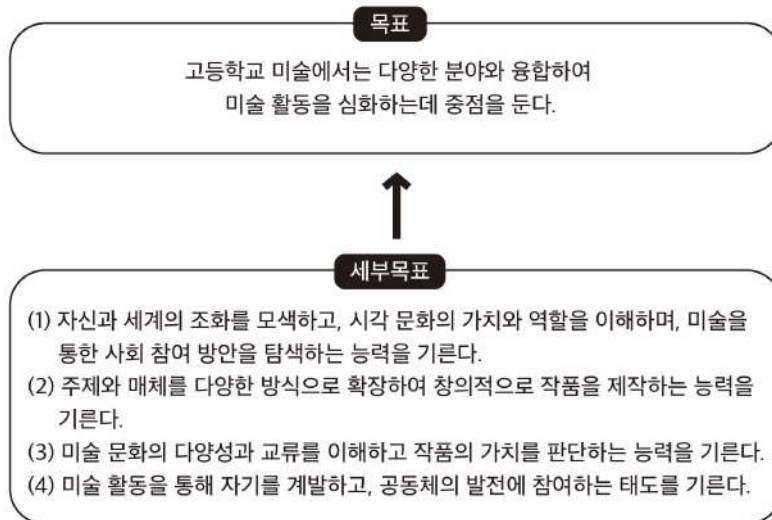 목표
고등학교 미술에서는 다양한 분야와 융합하여
미술 활동을 심화하는데 중점을 둔다.
세부목표
(1) 자신과 세계의 조화를 모색하고, 시각 문화의 가치와 역할을 이해하며, 미술을
통한 사회 참여 방안을 탐색하는 능력을 기른다.
(2) 주제와 매체를 다양한 방식으로 확장하여 창의적으로 작품을 제작하는 능력을
기른다.
(3) 미술 문화의 다양성과 교류를 이해하고 작품의 가치를 판단하는 능력을 기른다.
(4) 미술 활동을 통해 자기를 계발하고, 공동체의 발전에 참여하는 태도를 기른다.